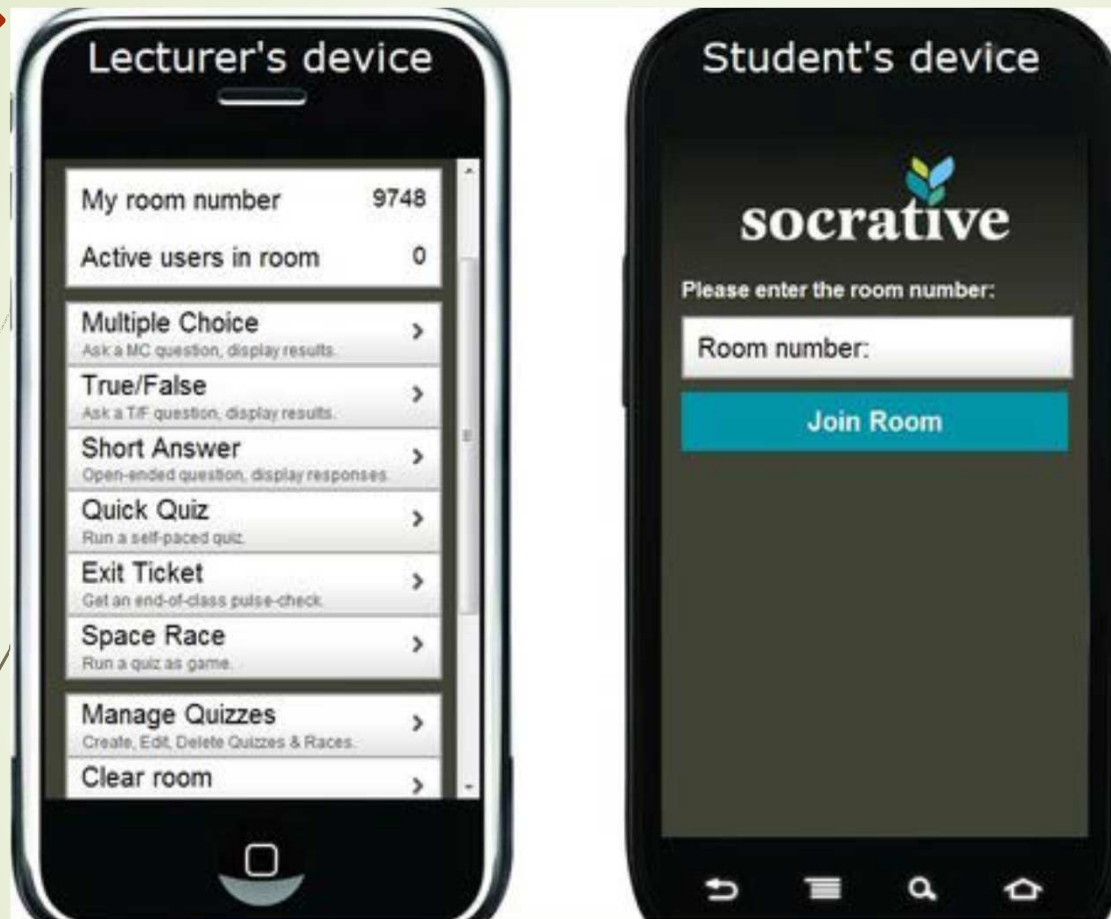 Lecturer's device
My room number 9748
Active users in room 0
Multiple Choice
Ask a MC question, display results.
True/False
Ask a T/F question, display results.
Short Answer
Open-ended question, display responses.
Quick Quiz
Run a self-paced quiz.
Exit Ticket
Get an end-of-class pulse-check.
Space Race
Run a quiz as game.
Manage Quizzes
Create, Edit, Delete Quizzes & Races.
Clear room
Student's device
socrative
Please enter the room number:
Room number:
Join Room